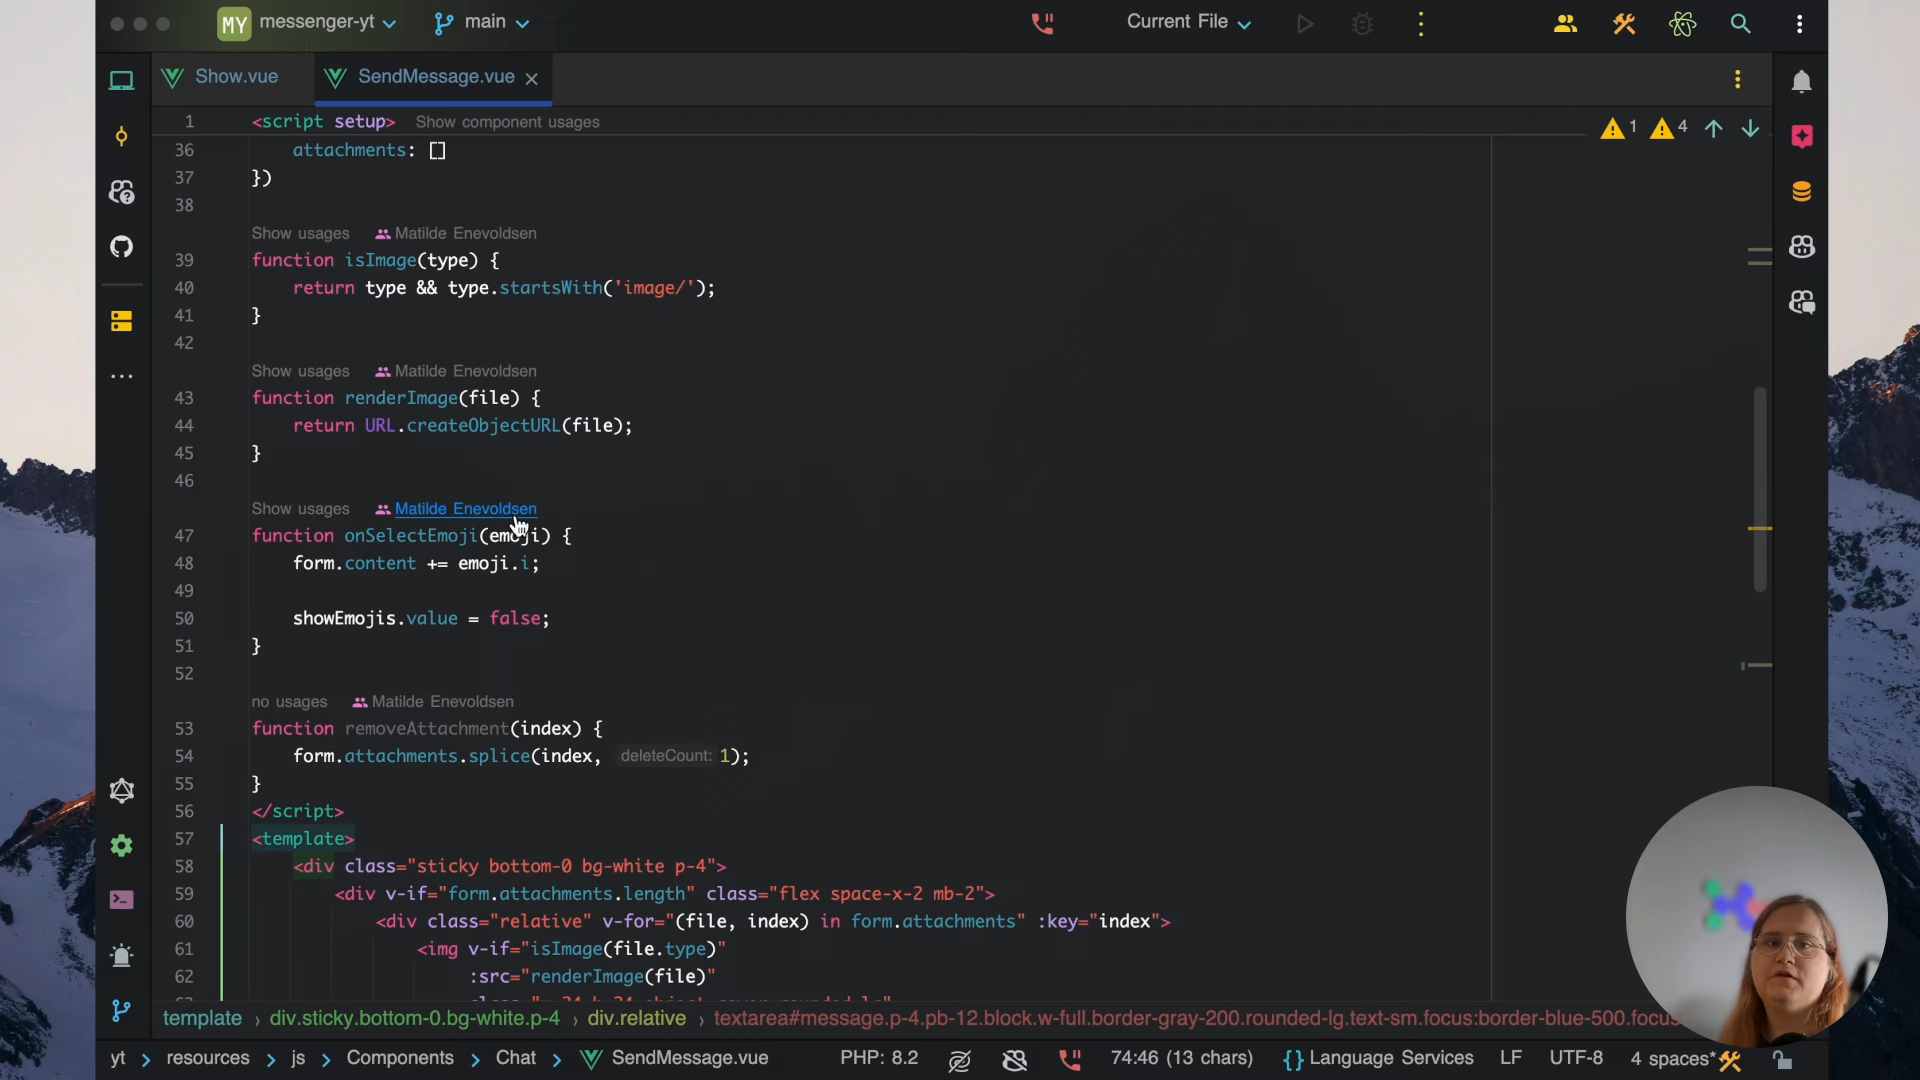 MY messenger-yt main Current File
Show.vue SendMessage.vue
1 <script setup> Show component usages
1 4
36 attachments: []
37 })
38
Show usages Matilde Enevoldsen
39 function isImage(type) {
40 return type && type.startsWith('image/');
41 }
42
Show usages Matilde Enevoldsen
43 function renderImage(file) {
44 return URL.createObjectURL(file);
45 }
46
Show usages Matilde Enevoldsen
47 function onSelectEmoji(emoji) {
48 form.content += emoji.i;
49
50 showEmojis.value = false;
51 }
52
no usages Matilde Enevoldsen
53 function removeAttachment(index) {
54 form.attachments.splice(index, deleteCount: 1);
55 }
56 </script>
57 <template>
58 <div class="sticky bottom-0 bg-white p-4">
59 <div v-if="form.attachments.length" class="flex space-x-2 mb-2">
60 <div class="relative" v-for="(file, index) in form.attachments" :key="index">
61 <img v-if="isImage(file.type)"
62 :src="renderImage(file)"
template › div.sticky.bottom-0.bg-white.p-4 › div.relative › textarea#message.p-4.pb-12.block.w-full.border-gray-200.rounded-lg.text-sm.focus:border-blue-500.focus
yt > resources > js > Components > Chat > SendMessage.vue PHP: 8.2 74:46 (13 chars) {} Language Services LF UTF-8 4 spaces*